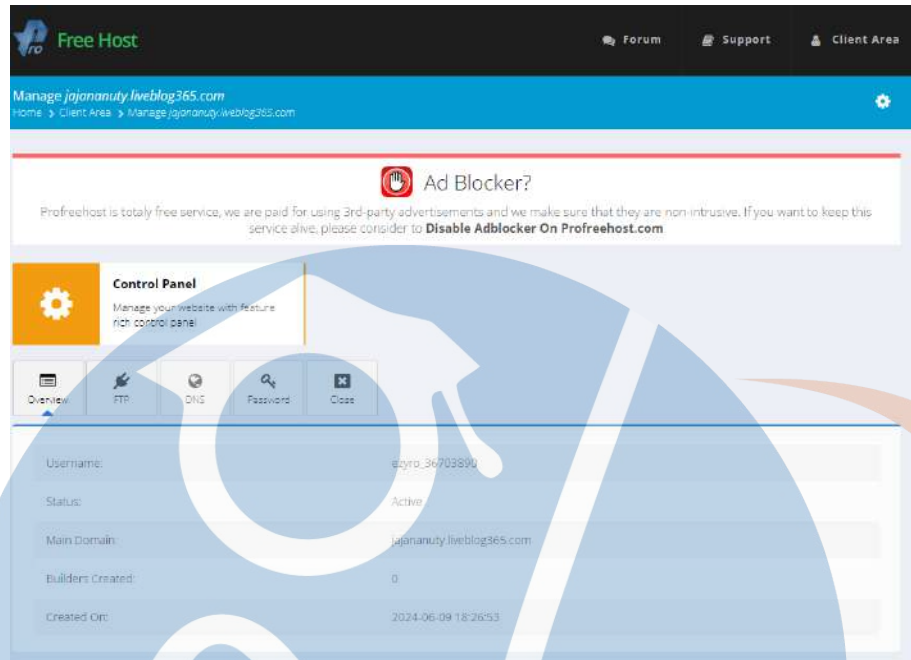 Pro
Free Host
Forum
Support
Client Area
Manage jajananuty.liveblog365.com
Home > Client Area > Manage jajananuty.liveblog365.com
Ad Blocker?
Profreehost is totaly free service, we are paid for using 3rd-party advertisements and we make sure that they are non-intrusive. If you want to keep this
service alive, please consider to Disable Adblocker On Profreehost.com
Control Panel
Manage your website with feature
rich control panel
Overview
FTP
DNS
Password
Close
Username:
ezyro_36703890
Status:
Active
Main Domain:
jajananuty.liveblog365.com
Builders Created:
0
Created On:
2024-06-09 18:26:53